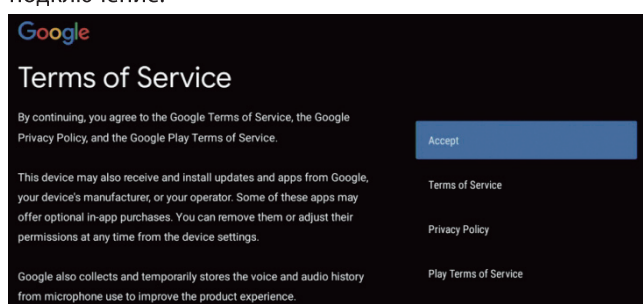 подключение.
Google
Terms of Service
By continuing, you agree to the Google Terms of Service, the Google
Privacy Policy, and the Google Play Terms of Service.
This device may also receive and install updates and apps from Google,
your device's manufacturer, or your operator. Some of these apps may
offer optional in-app purchases. You can remove them or adjust their
permissions at any time from the device settings.
Google also collects and temporarily stores the voice and audio history
from microphone use to improve the product experience.
Accept
Terms of Service
Privacy Policy
Play Terms of Service